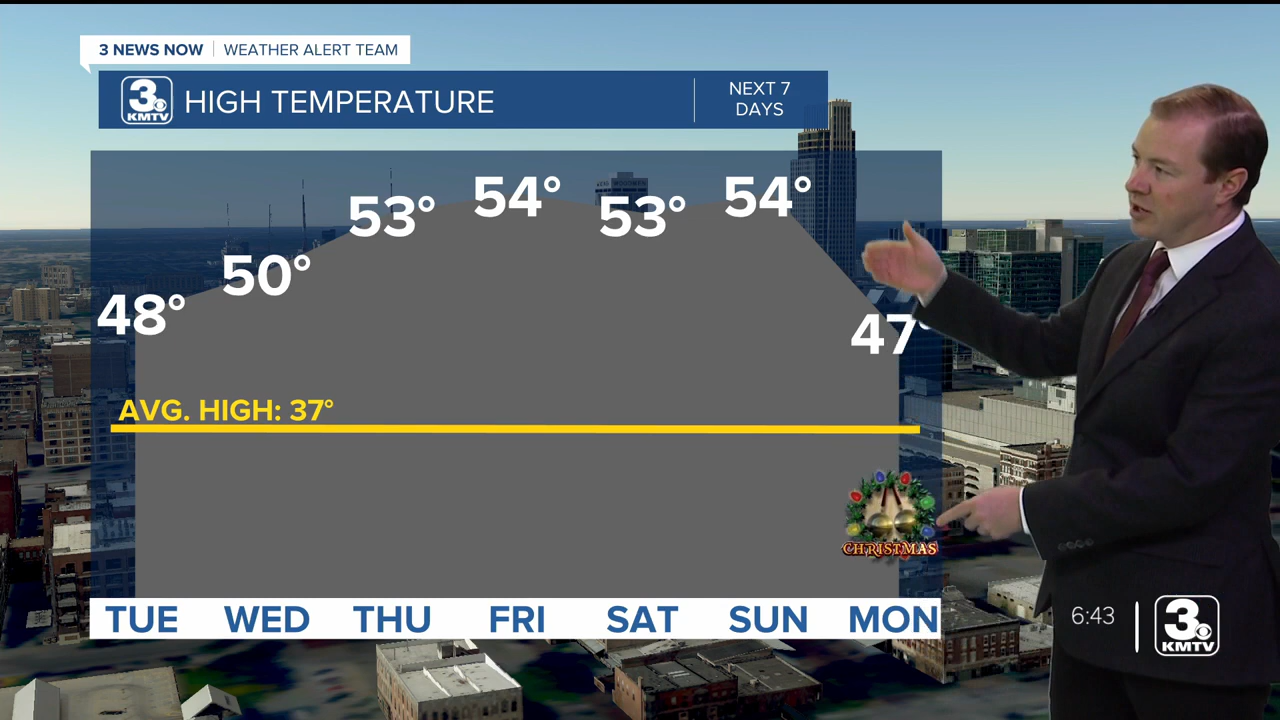 3 NEWS NOW WEATHER ALERT TEAM
3 KMTV
HIGH TEMPERATURE
NEXT 7
DAYS
48° 50° 53° 54° 53° 54° 47°
AVG. HIGH: 37°
CHRISTMAS
TUE WED THU FRI SAT SUN MON
6:43
3 KMTV